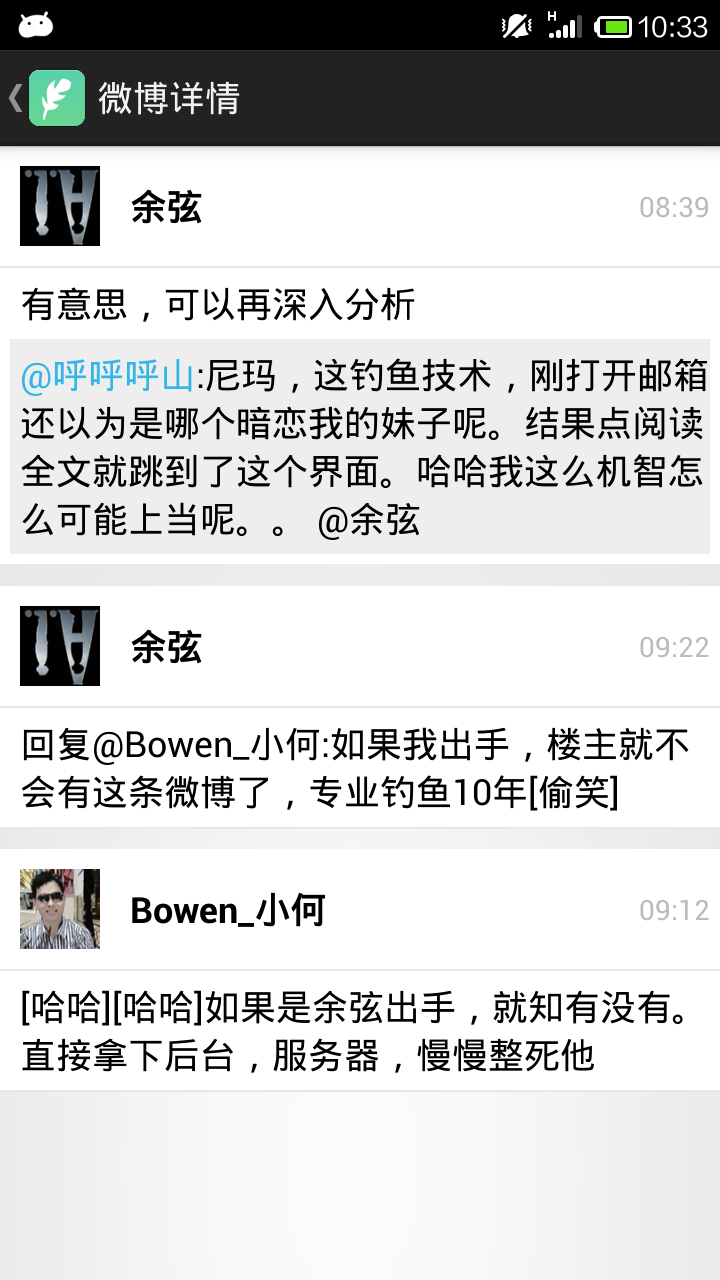 H
10:33
微博详情
余弦
08:39
有意思，可以再深入分析
@呼呼呼山:尼玛，这钓鱼技术，刚打开邮箱
还以为是哪个暗恋我的妹子呢。结果点阅读
全文就跳到了这个界面。哈哈我这么机智怎
么可能上当呢。。 @余弦
余弦
09:22
回复@Bowen_小何:如果我出手，楼主就不
会有这条微博了，专业钓鱼10年[偷笑]
Bowen_小何
09:12
[哈哈][哈哈]如果是余弦出手，就知有没有。
直接拿下后台，服务器，慢慢整死他